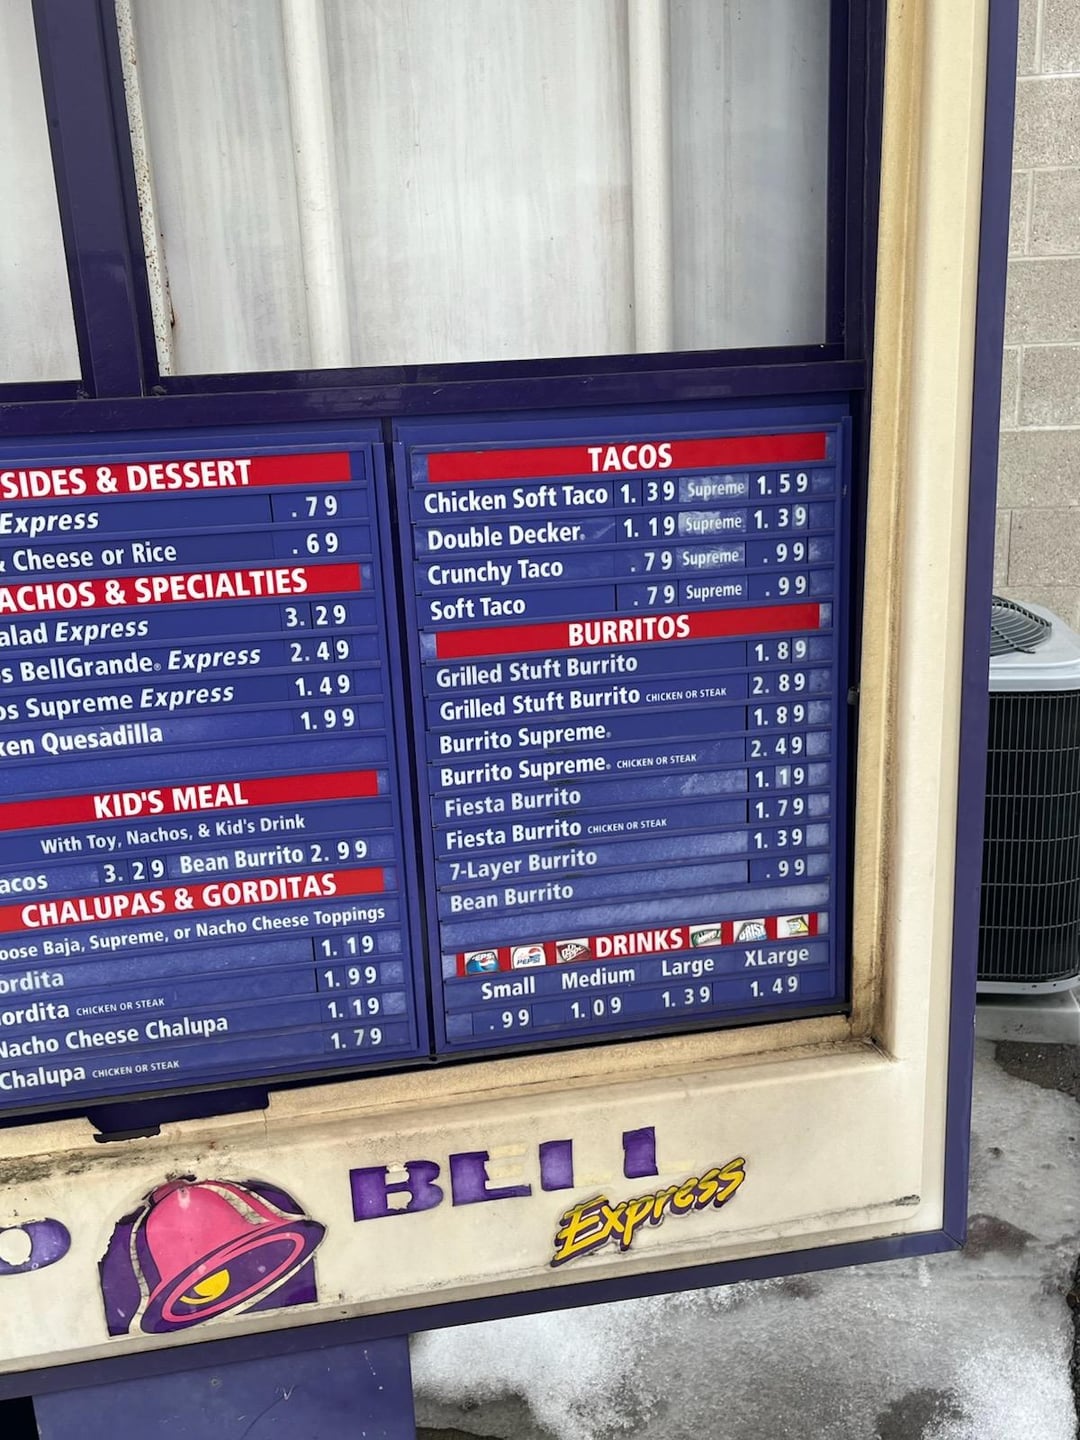 SIDES & DESSERT
Express .79
& Cheese or Rice .69
NACHOS & SPECIALTIES
alad Express 3.29
s BellGrande® Express 2.49
os Supreme Express 1.49
ken Quesadilla 1.99
KID'S MEAL
With Toy, Nachos, & Kid's Drink
acos 3.29 Bean Burrito 2.99
CHALUPAS & GORDITAS
oose Baja, Supreme, or Nacho Cheese Toppings
ordita 1.19
ordita CHICKEN OR STEAK 1.99
Nacho Cheese Chalupa 1.19
Chalupa CHICKEN OR STEAK 1.79
TACOS
Chicken Soft Taco 1.39 Supreme 1.59
Double Decker® 1.19 Supreme 1.39
Crunchy Taco .79 Supreme .99
Soft Taco .79 Supreme .99
BURRITOS
Grilled Stuft Burrito 1.89
Grilled Stuft Burrito CHICKEN OR STEAK 2.89
Burrito Supreme® 1.89
Burrito Supreme® CHICKEN OR STEAK 2.49
Fiesta Burrito 1.19
Fiesta Burrito CHICKEN OR STEAK 1.79
7-Layer Burrito 1.39
Bean Burrito .99
PEPSI DRINKS
Small Medium Large XLarge
.99 1.09 1.39 1.49
O BELL
Express